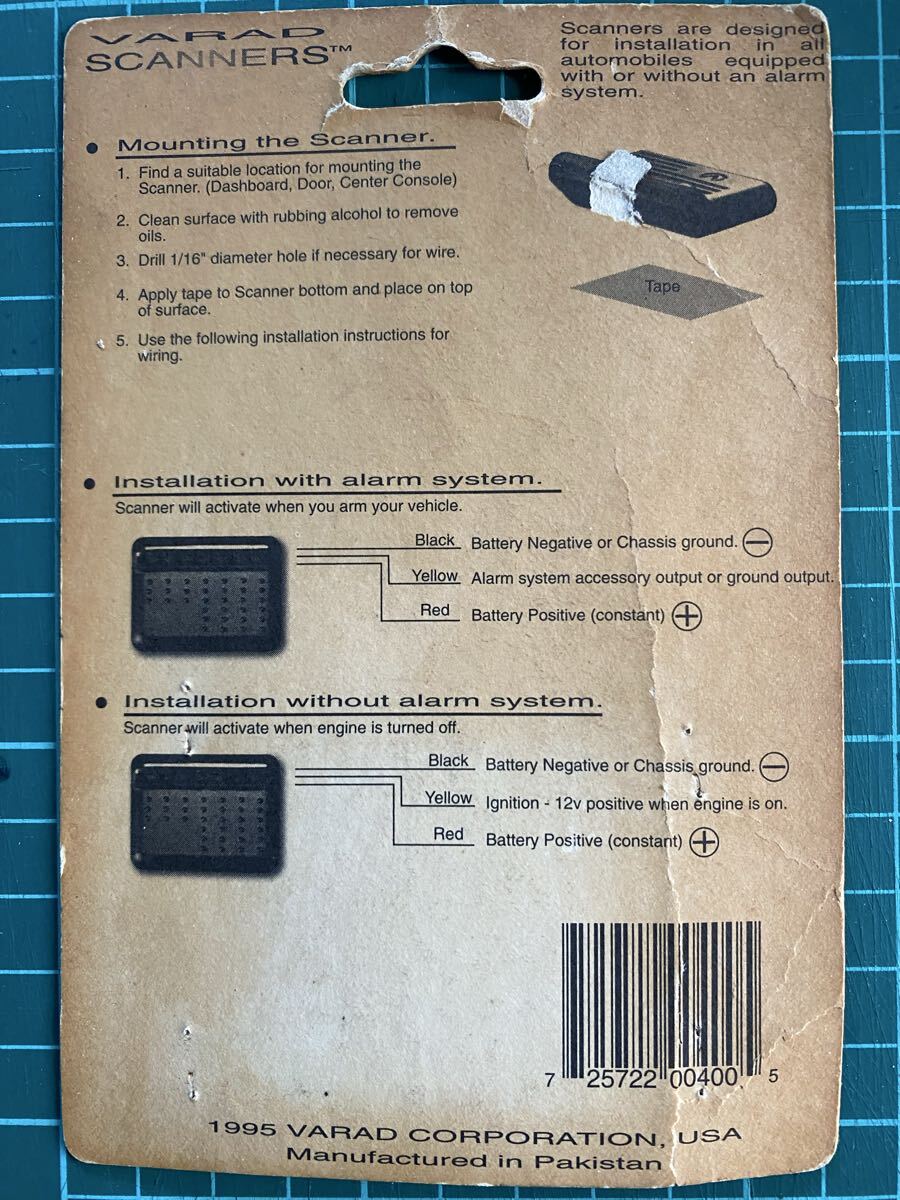 VARAD
SCANNERS™
Scanners are designed
for installation in all
automobiles equipped
with or without an alarm
system.
• Mounting the Scanner.
1. Find a suitable location for mounting the
Scanner. (Dashboard, Door, Center Console)
2. Clean surface with rubbing alcohol to remove
oils.
3. Drill 1/16" diameter hole if necessary for wire.
4. Apply tape to Scanner bottom and place on top
of surface.
5. Use the following installation instructions for
wiring.
Tape
• Installation with alarm system.
Scanner will activate when you arm your vehicle.
Black Battery Negative or Chassis ground. −
Yellow Alarm system accessory output or ground output.
Red Battery Positive (constant) +
• Installation without alarm system.
Scanner will activate when engine is turned off.
Black Battery Negative or Chassis ground. −
Yellow Ignition - 12v positive when engine is on.
Red Battery Positive (constant) +
7 25722 00400 5
1995 VARAD CORPORATION, USA
Manufactured in Pakistan